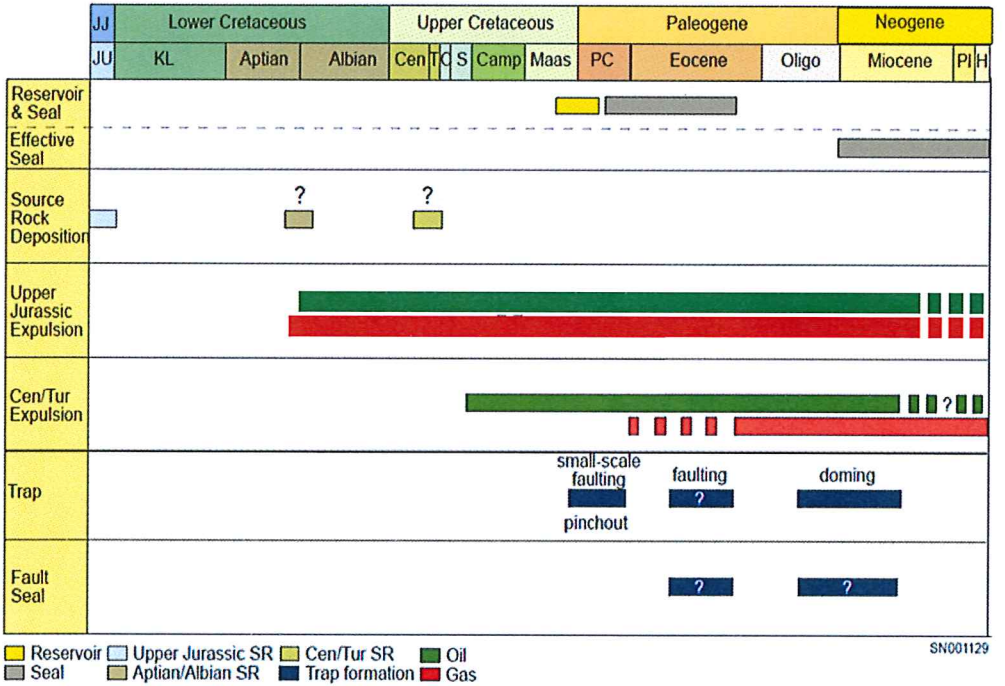 JJ Lower Cretaceous Upper Cretaceous Paleogene Neogene
JU KL Aptian Albian Cen T C S Camp Maas PC Eocene Oligo Miocene Pl H
Reservoir
& Seal
Effective
Seal
Source
Rock
Deposition
? ?
Upper
Jurassic
Expulsion
Cen/Tur
Expulsion
?
Trap
small-scale
faulting
pinchout
faulting
?
doming
Fault
Seal
? ?
Reservoir Upper Jurassic SR Cen/Tur SR Oil
Seal Aptian/Albian SR Trap formation Gas
SN001129